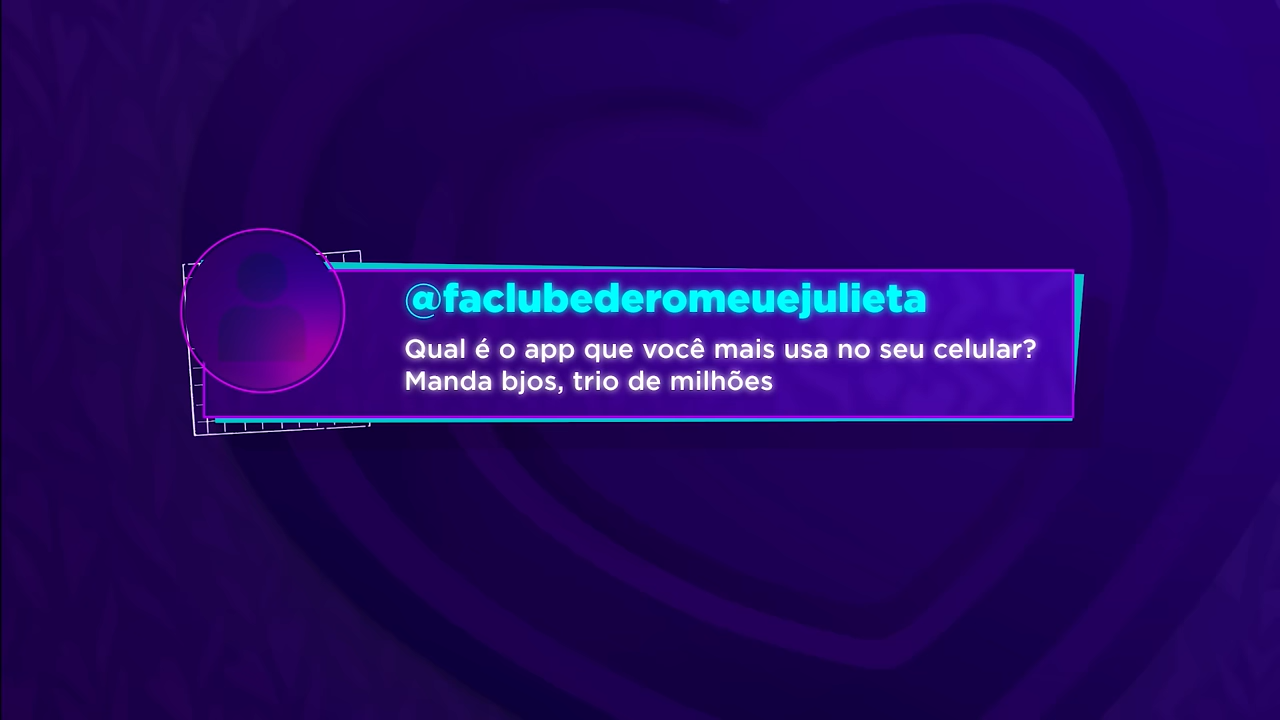 @faclubederomeuejulieta
Qual é o app que você mais usa no seu celular?
Manda bjos, trio de milhões